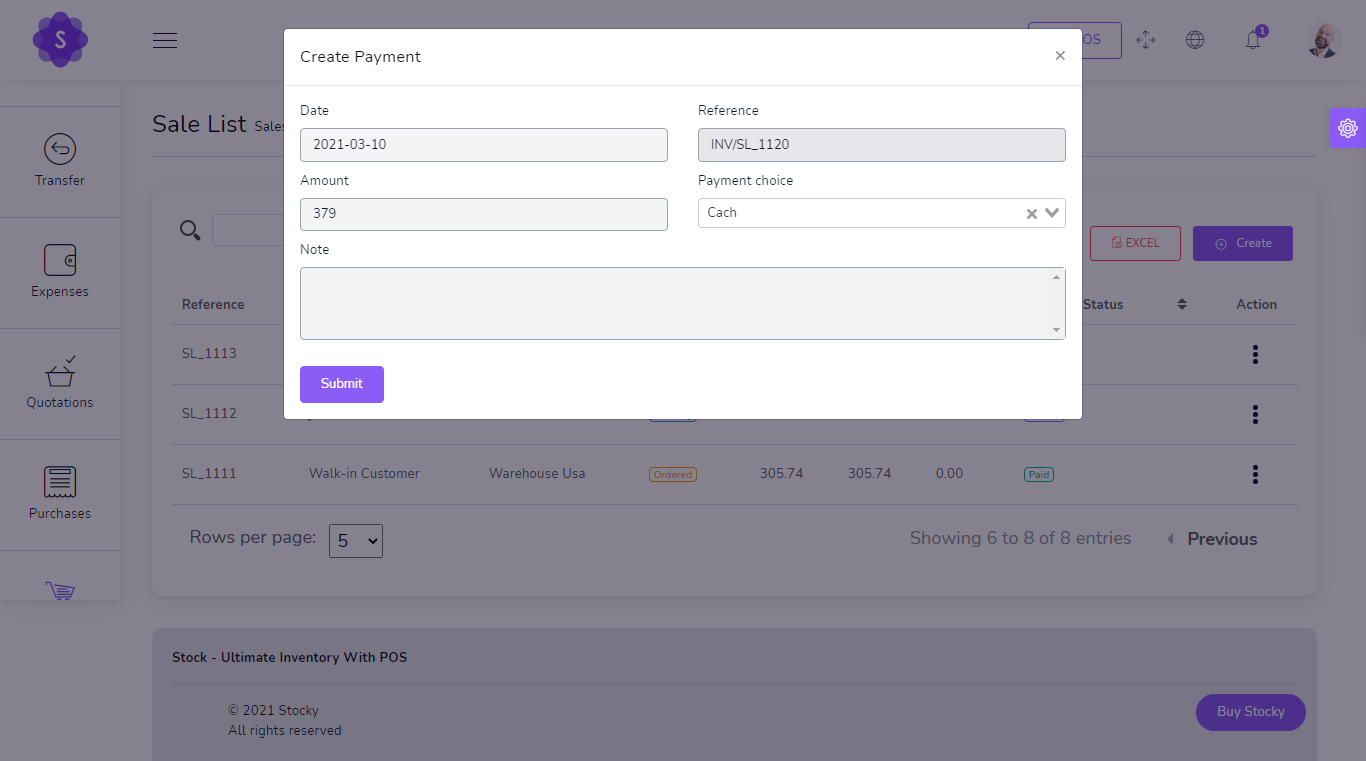 S
OS
1
Create Payment
×
Date
Reference
2021-03-10
INV/SL_1120
Amount
Payment choice
379
Cach
Note
Submit
Sale List Sales
Transfer
Expenses
Quotations
Purchases
EXCEL
Create
Reference Status Action
SL_1113
SL_1112
SL_1111 Walk-in Customer Warehouse Usa Ordered 305.74 305.74 0.00 Paid
Rows per page: 5
Showing 6 to 8 of 8 entries Previous
Stock - Ultimate Inventory With POS
© 2021 Stocky
All rights reserved
Buy Stocky